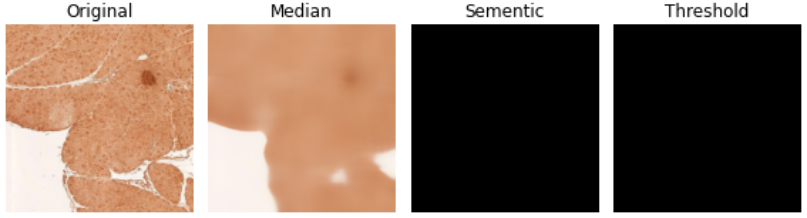 Original
Median
Sementic
Threshold